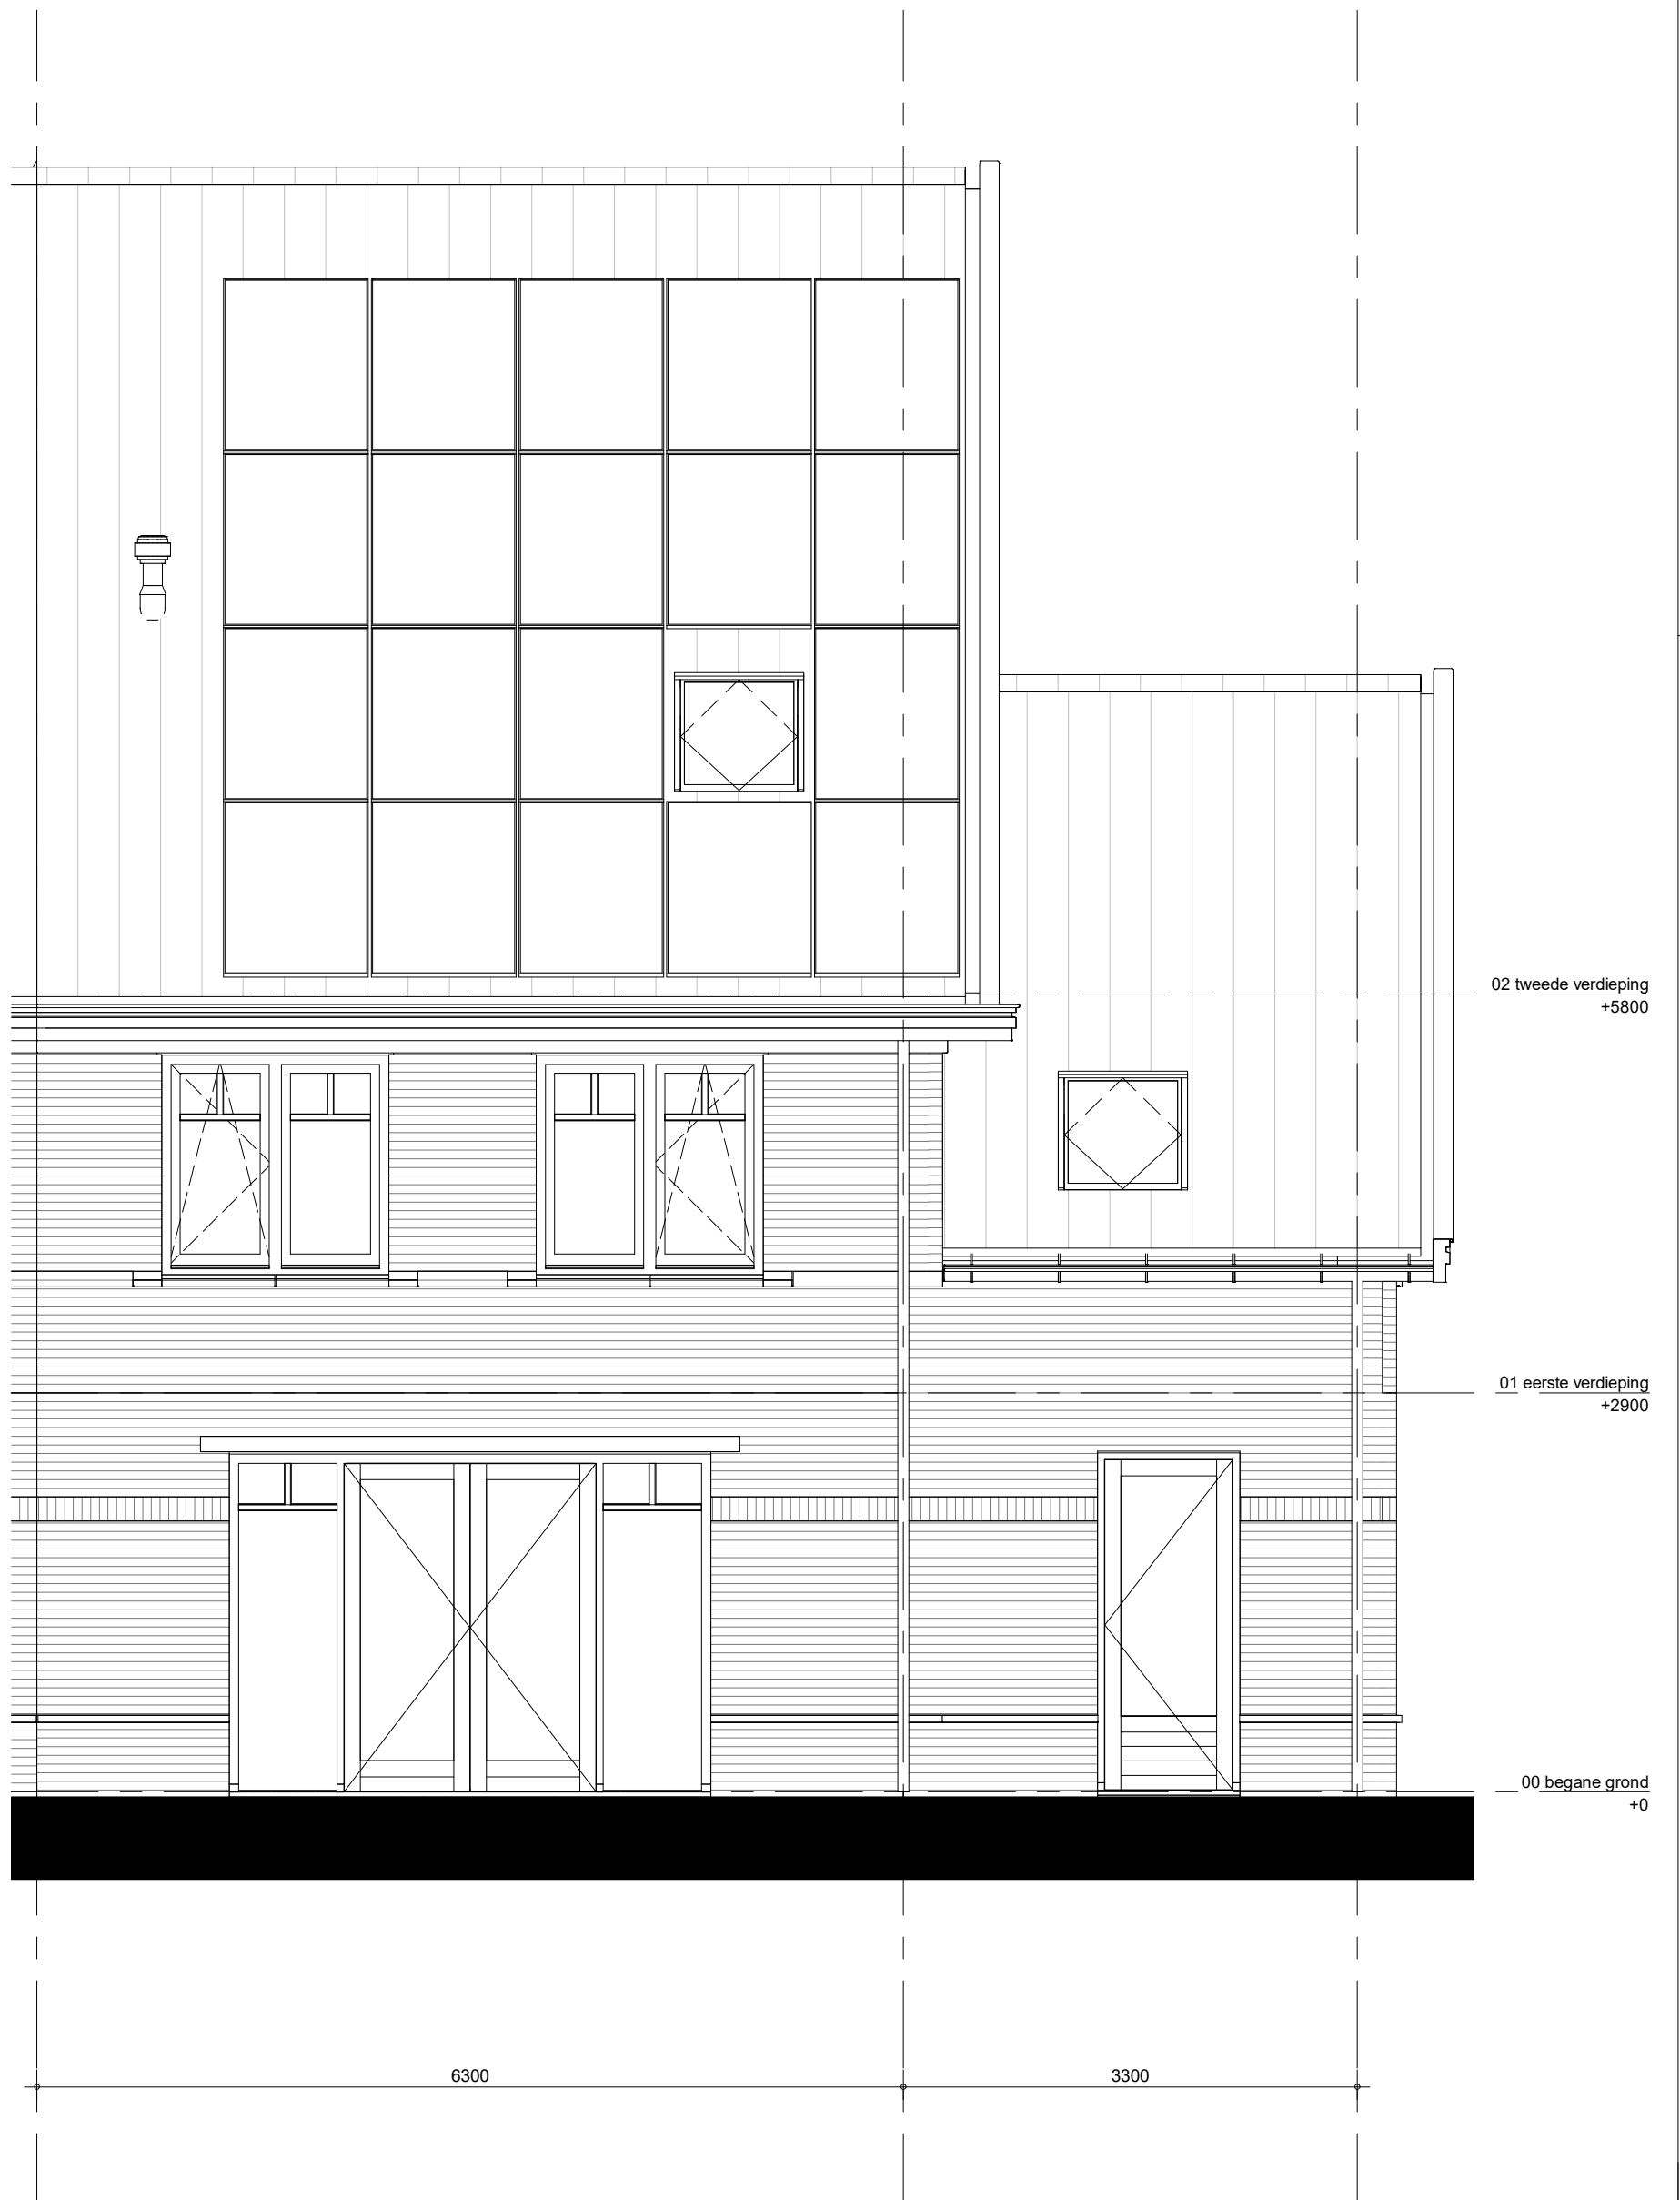 02 tweede verdieping
+5800
01 eerste verdieping
+2900
00 begane grond
+0
6300
3300